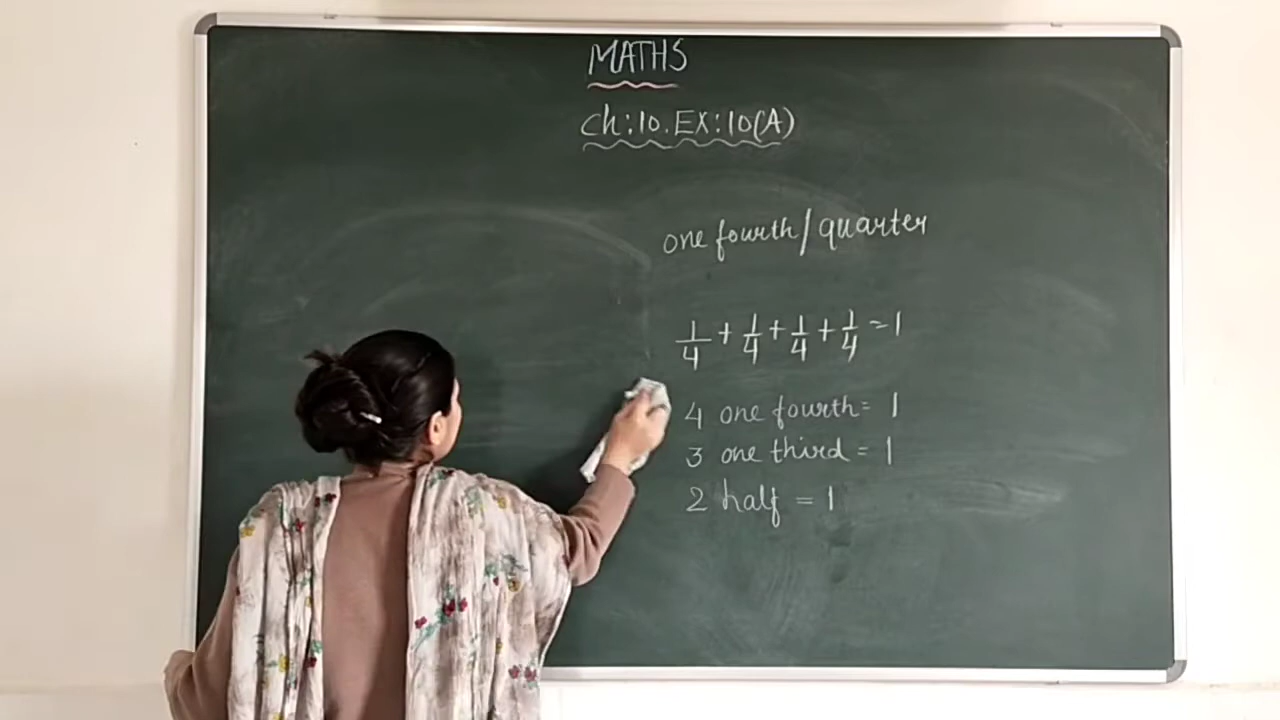 MATHS
Ch:10. EX:10(A)
one fourth/quarter
1/4 + 1/4 + 1/4 + 1/4 = 1
4 one fourth = 1
3 one third = 1
2 half = 1